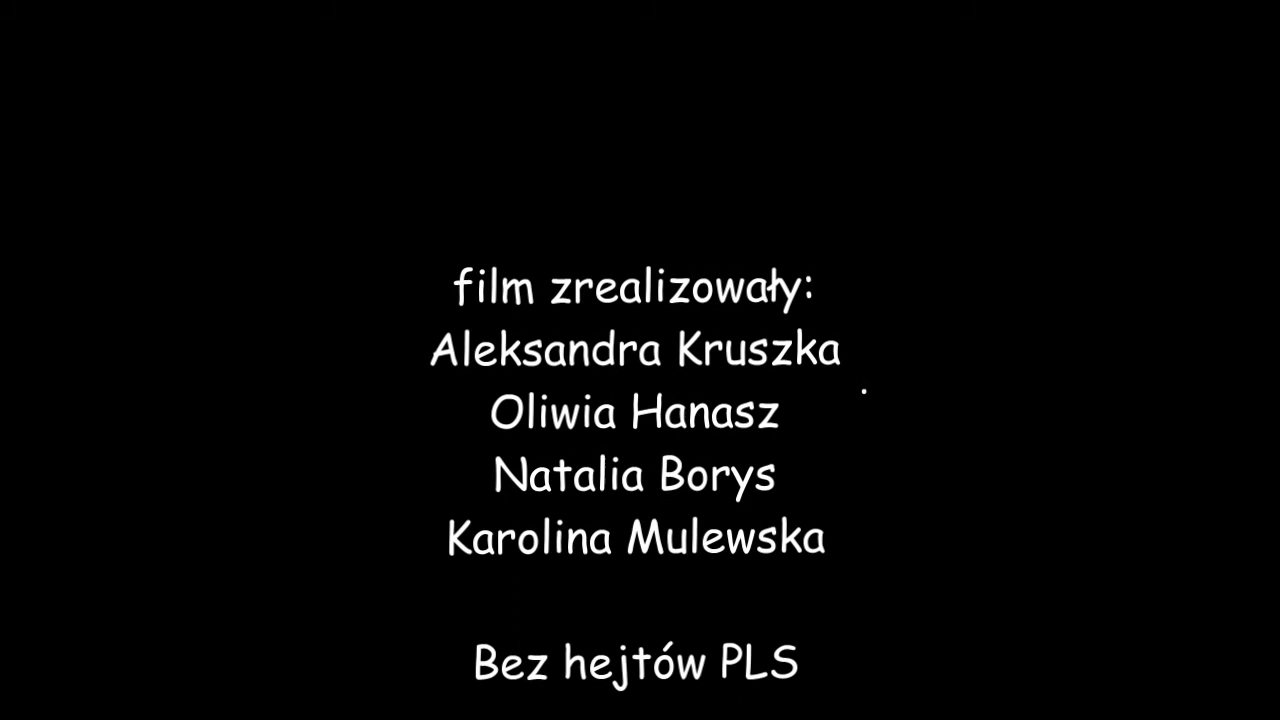 film zrealizowały:
Aleksandra Kruszka
Oliwia Hanasz
Natalia Borys
Karolina Mulewska
Bez hejtów PLS